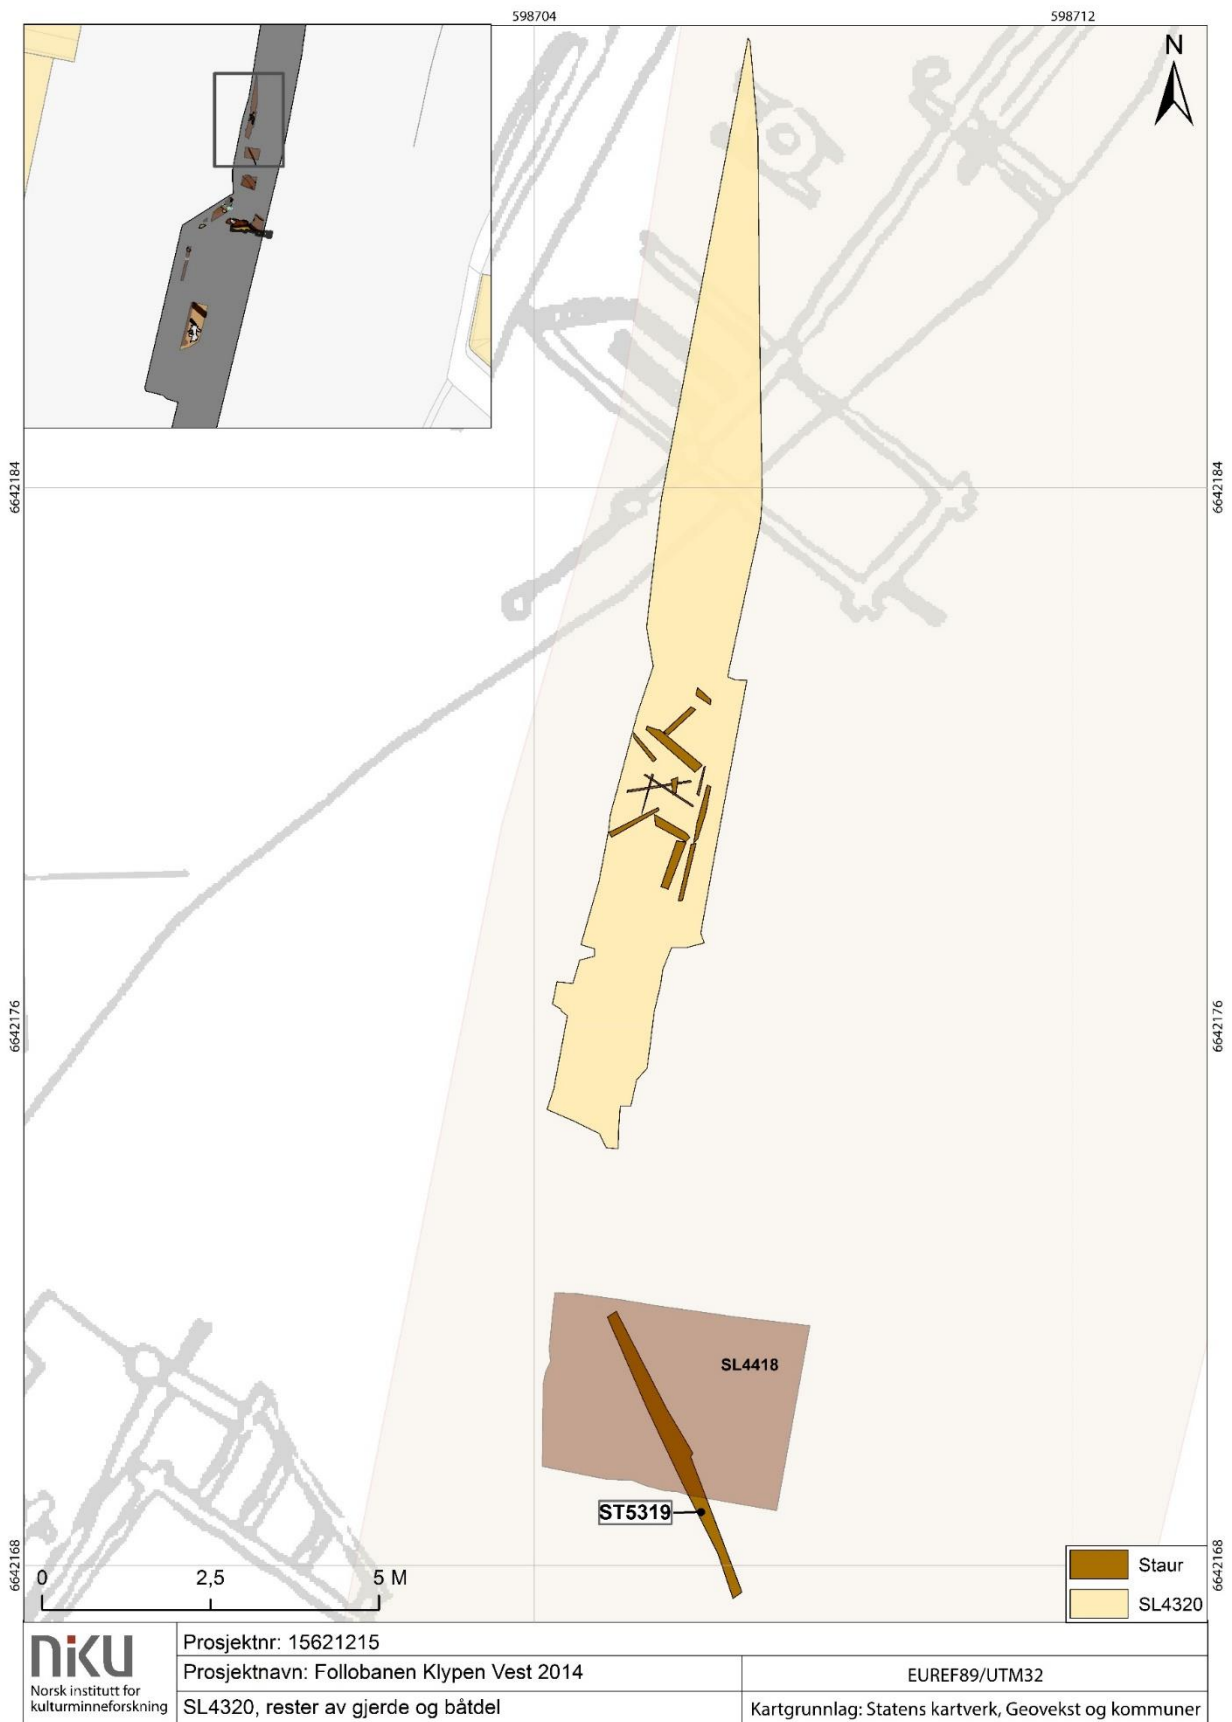 598704
598712
N
6642184
6642184
6642176
6642176
SL4418
ST5319
6642168
6642168
0 2,5 5 M
Staur
SL4320
niku
Norsk institutt for
kulturminneforskning
Prosjektnr: 15621215
Prosjektnavn: Follobanen Klypen Vest 2014
EUREF89/UTM32
SL4320, rester av gjerde og båtdel
Kartgrunnlag: Statens kartverk, Geovekst og kommuner